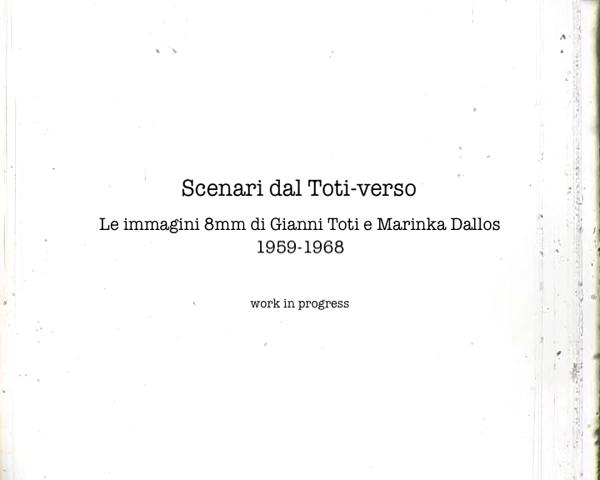 Scenari dal Toti-verso
Le immagini 8mm di Gianni Toti e Marinka Dallos
1959-1968
work in progress